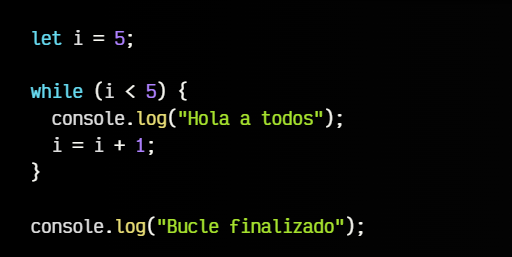 let i = 5;
while (i < 5) {
  console.log("Hola a todos");
  i = i + 1;
}
console.log("Bucle finalizado");